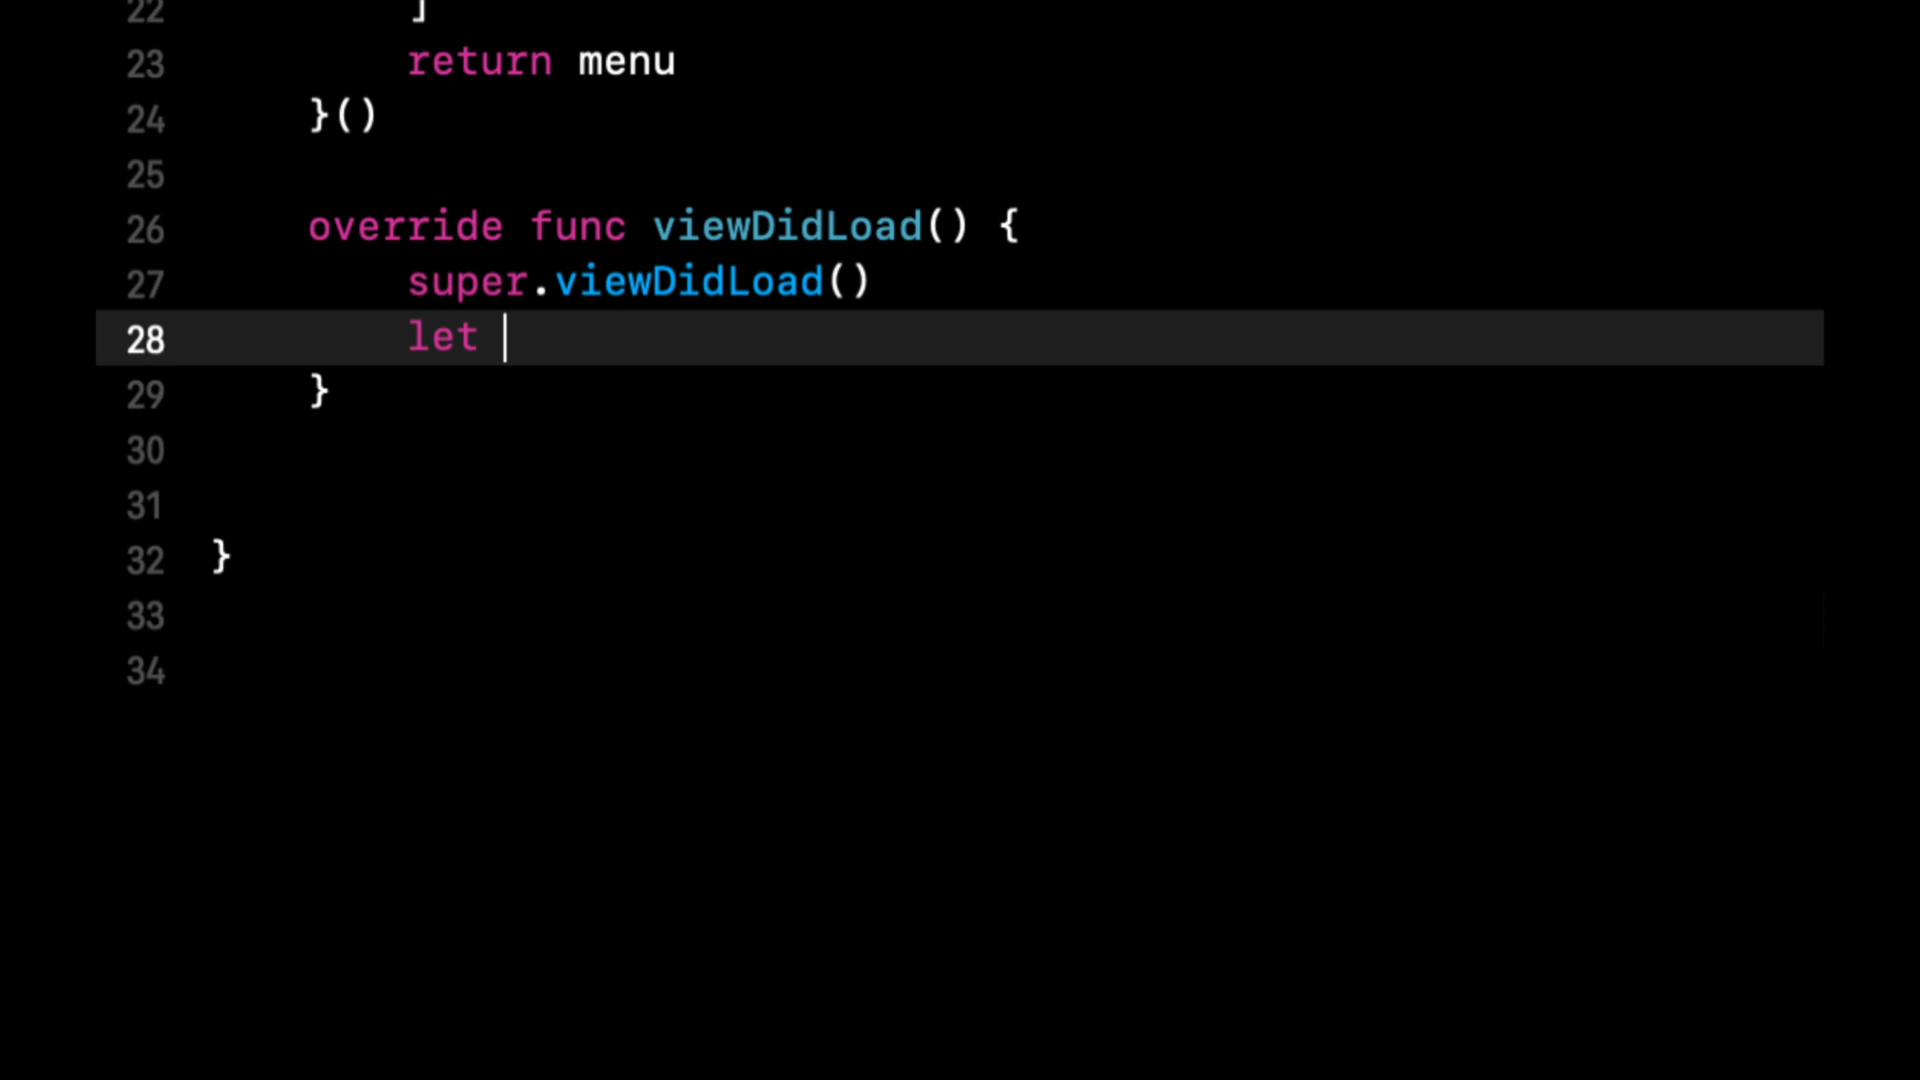 22 ]
23 return menu
24 }()
25
26 override func viewDidLoad() {
27 super.viewDidLoad()
28 let
29 }
30
31
32 }
33
34